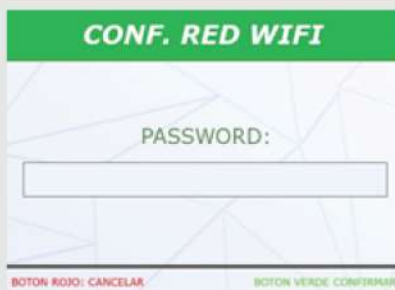 CONF. RED WIFI
PASSWORD:
BOTON ROJO: CANCELAR
BOTON VERDE CONFIRMAR